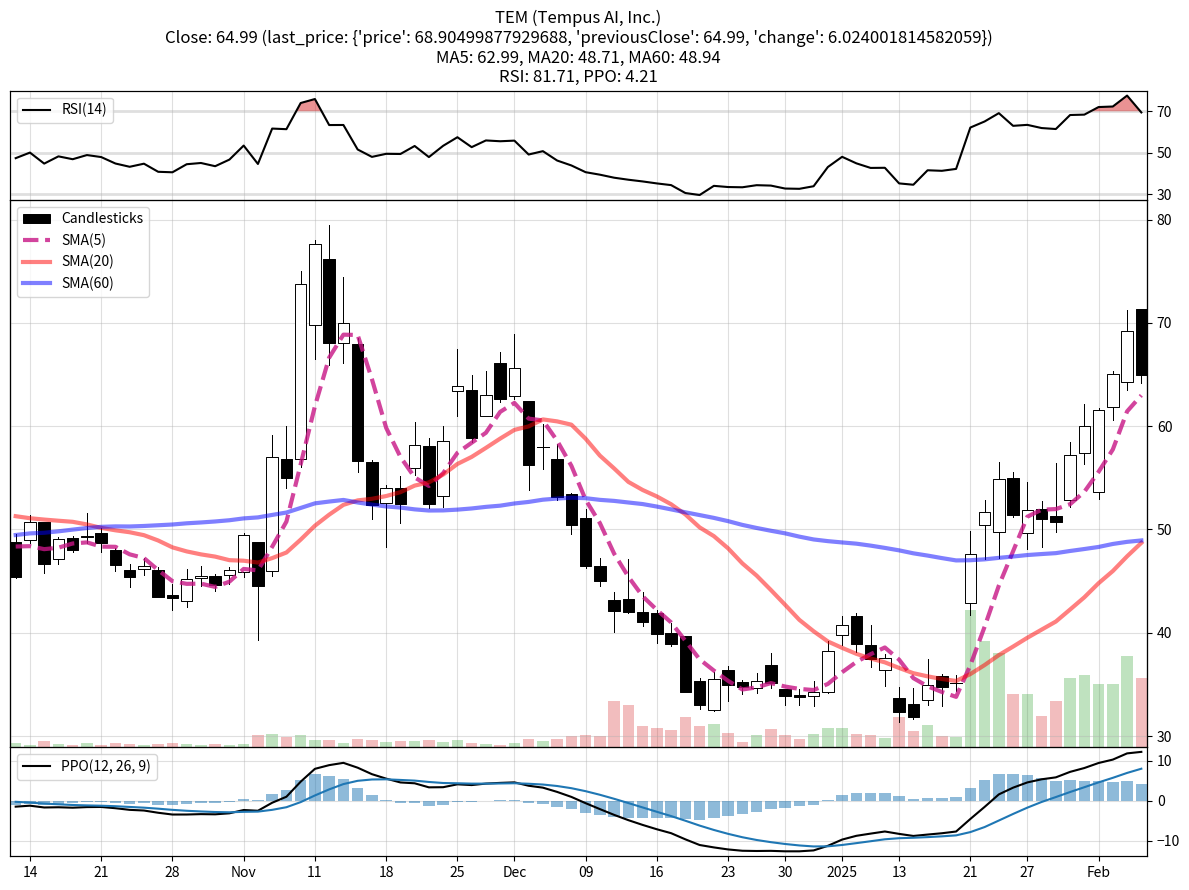 TEM (Tempus AI, Inc.)
Close: 64.99 (last_price: {'price': 68.90499877929688, 'previousClose': 64.99, 'change': 6.024001814582059})
MA5: 62.99, MA20: 48.71, MA60: 48.94
RSI: 81.71, PPO: 4.21
RSI(14)
70
50
30
Candlesticks
SMA(5)
SMA(20)
SMA(60)
80
70
60
50
40
30
PPO(12, 26, 9)
10
0
−10
14 21 28 Nov 11 18 25 Dec 09 16 23 30 2025 13 21 27 Feb